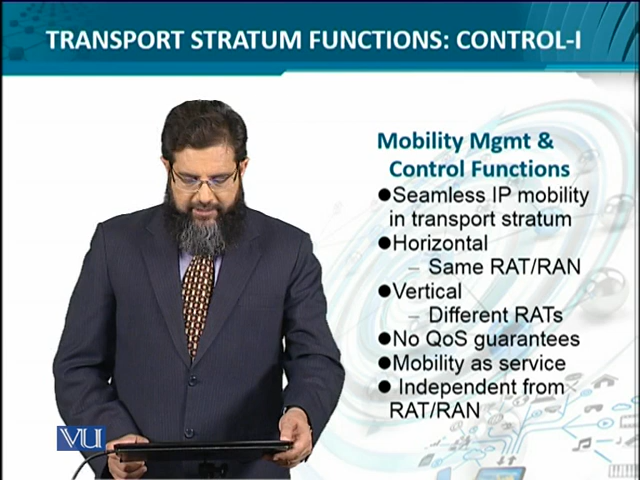 TRANSPORT STRATUM FUNCTIONS: CONTROL-I
Mobility Mgmt &
Control Functions
●Seamless IP mobility
in transport stratum
●Horizontal
– Same RAT/RAN
●Vertical
– Different RATs
●No QoS guarantees
●Mobility as service
● Independent from
RAT/RAN
VU